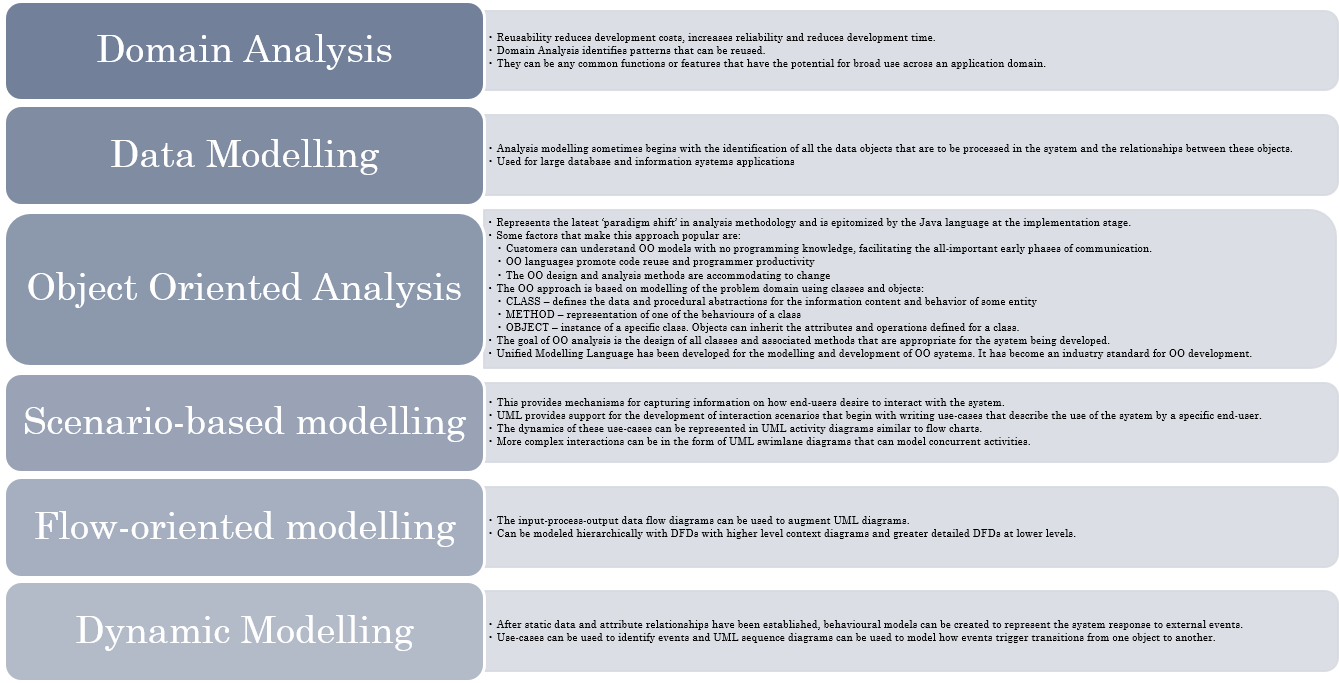 Domain Analysis
• Reusability reduces development costs, increases reliability and reduces development time.
• Domain Analysis identifies patterns that can be reused.
• They can be any common functions or features that have the potential for broad use across an application domain.
Data Modelling
• Analysis modelling sometimes begins with the identification of all the data objects that are to be processed in the system and the relationships between these objects.
• Used for large database and information systems applications
Object Oriented Analysis
• Represents the latest 'paradigm shift' in analysis methodology and is epitomized by the Java language at the implementation stage.
• Some factors that make this approach popular are:
• Customers can understand OO models with no programming knowledge, facilitating the all-important early phases of communication.
• OO languages promote code reuse and programmer productivity
• The OO design and analysis methods are accommodating to change
• The OO approach is based on modelling of the problem domain using classes and objects:
• CLASS – defines the data and procedural abstractions for the information content and behavior of some entity
• METHOD – representation of one of the behaviours of a class
• OBJECT – instance of a specific class. Objects can inherit the attributes and operations defined for a class.
• The goal of OO analysis is the design of all classes and associated methods that are appropriate for the system being developed.
• Unified Modelling Language has been developed for the modelling and development of OO systems. It has become an industry standard for OO development.
Scenario-based modelling
• This provides mechanisms for capturing information on how end-users desire to interact with the system.
• UML provides support for the development of interaction scenarios that begin with writing use-cases that describe the use of the system by a specific end-user.
• The dynamics of these use-cases can be represented in UML activity diagrams similar to flow charts.
• More complex interactions can be in the form of UML swimlane diagrams that can model concurrent activities.
Flow-oriented modelling
• The input-process-output data flow diagrams can be used to augment UML diagrams.
• Can be modeled hierarchically with DFDs with higher level context diagrams and greater detailed DFDs at lower levels.
Dynamic Modelling
• After static data and attribute relationships have been established, behavioural models can be created to represent the system response to external events.
• Use-cases can be used to identify events and UML sequence diagrams can be used to model how events trigger transitions from one object to another.